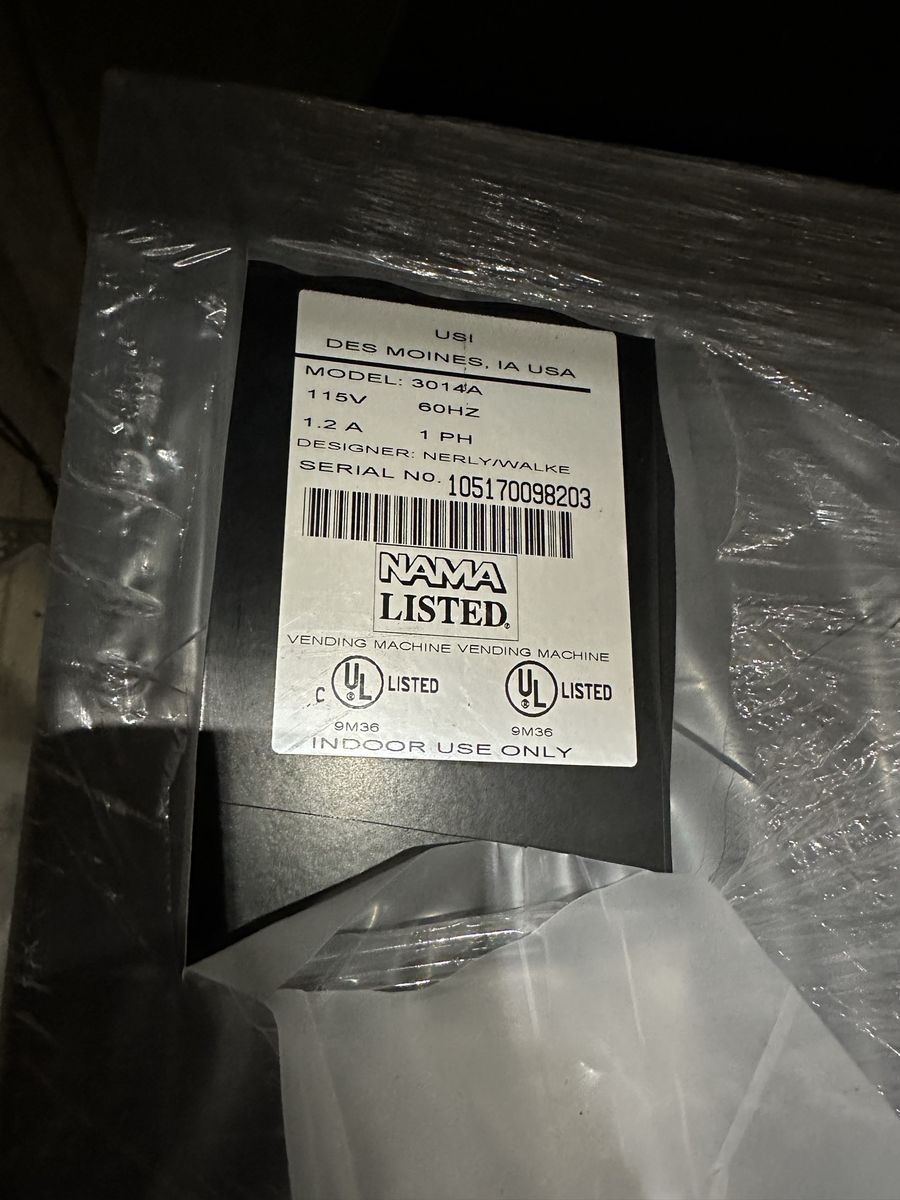 USI
DES MOINES, IA USA
MODEL: 3014A
115V 60HZ
1.2 A 1 PH
DESIGNER: NERLY/WALKE
SERIAL NO. 105170098203
NAMA
LISTED®
VENDING MACHINE VENDING MACHINE
C UL® LISTED UL® LISTED
9M36 9M36
INDOOR USE ONLY